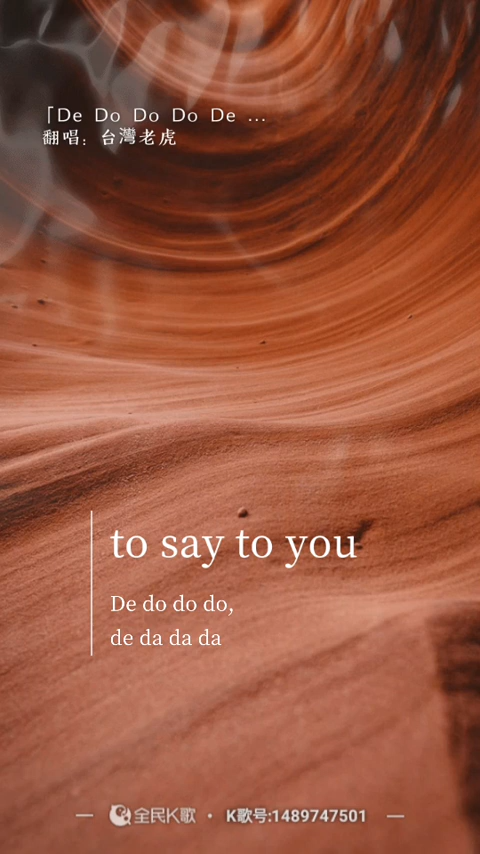 「De Do Do Do De ...
翻唱：台灣老虎
to say to you
De do do do,
de da da da
全民K歌 · K歌号:1489747501